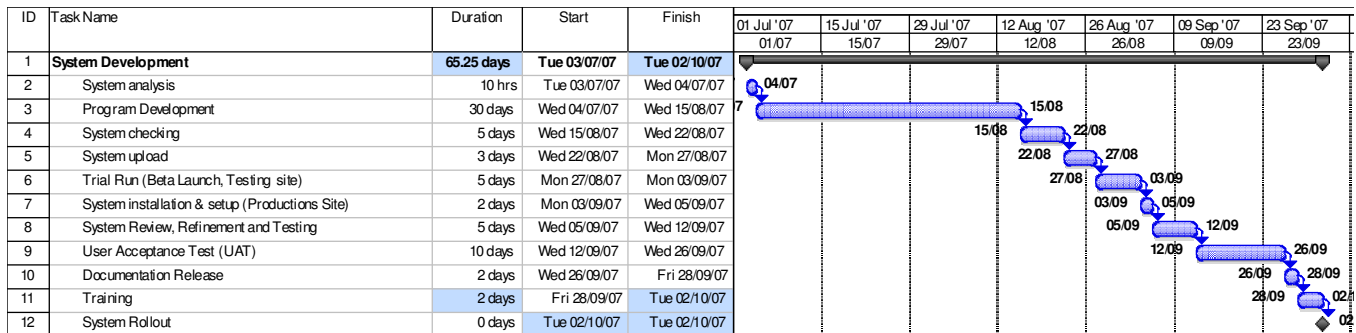 ID Task Name Duration Start Finish 01 Jul '07 15 Jul '07 29 Jul '07 12 Aug '07 26 Aug '07 09 Sep '07 23 Sep '07
01/07 15/07 29/07 12/08 26/08 09/09 23/09
1 System Development 65.25 days Tue 03/07/07 Tue 02/10/07
2 System analysis 10 hrs Tue 03/07/07 Wed 04/07/07 04/07
3 Program Development 30 days Wed 04/07/07 Wed 15/08/07 7 15/08
4 System checking 5 days Wed 15/08/07 Wed 22/08/07 15/08 22/08
5 System upload 3 days Wed 22/08/07 Mon 27/08/07 22/08 27/08
6 Trial Run (Beta Launch, Testing site) 5 days Mon 27/08/07 Mon 03/09/07 27/08 03/09
7 System installation & setup (Productions Site) 2 days Mon 03/09/07 Wed 05/09/07 03/09 05/09
8 System Review, Refinement and Testing 5 days Wed 05/09/07 Wed 12/09/07 05/09 12/09
9 User Acceptance Test (UAT) 10 days Wed 12/09/07 Wed 26/09/07 12/09 26/09
10 Documentation Release 2 days Wed 26/09/07 Fri 28/09/07 26/09 28/09
11 Training 2 days Fri 28/09/07 Tue 02/10/07 28/09 02/1
12 System Rollout 0 days Tue 02/10/07 Tue 02/10/07 02